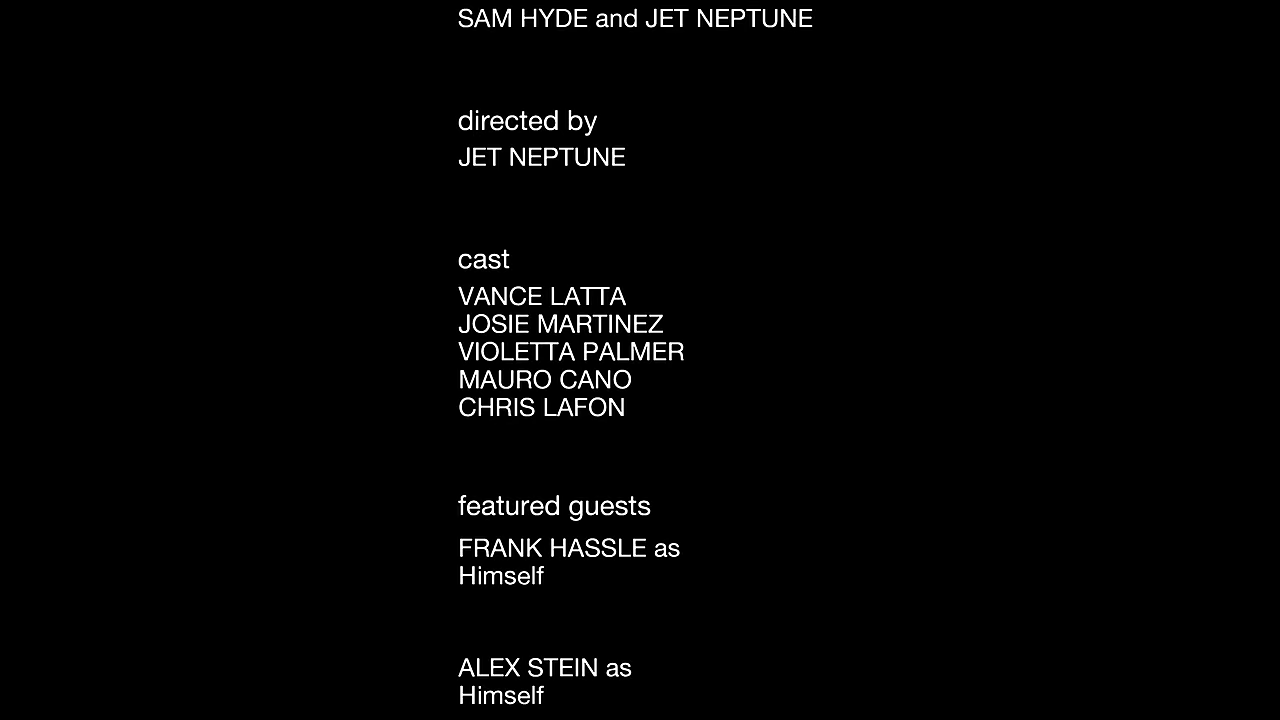 SAM HYDE and JET NEPTUNE
directed by
JET NEPTUNE
cast
VANCE LATTA
JOSIE MARTINEZ
VIOLETTA PALMER
MAURO CANO
CHRIS LAFON
featured guests
FRANK HASSLE as
Himself
ALEX STEIN as
Himself